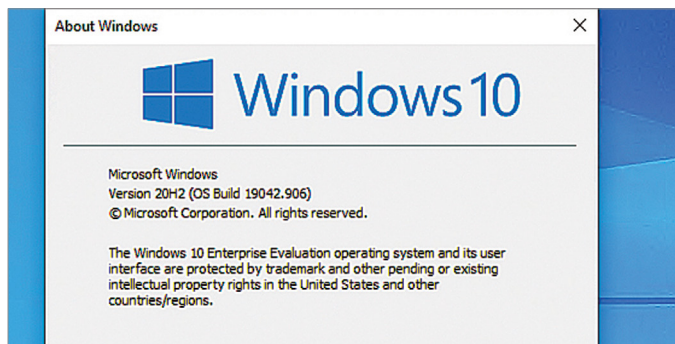 About Windows
Windows 10
Microsoft Windows
Version 20H2 (OS Build 19042.906)
© Microsoft Corporation. All rights reserved.
The Windows 10 Enterprise Evaluation operating system and its user
interface are protected by trademark and other pending or existing
intellectual property rights in the United States and other
countries/regions.